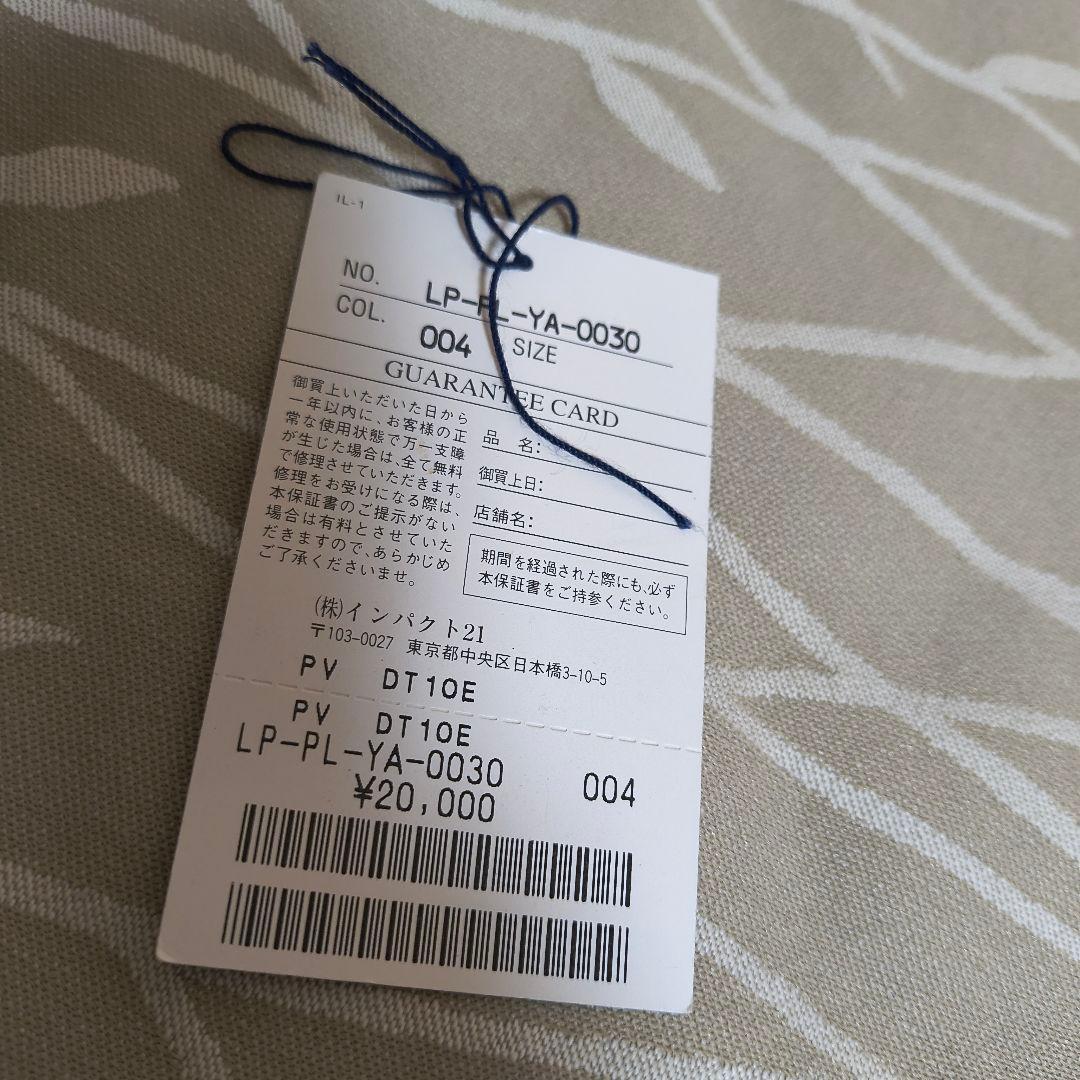 IL-1
NO. LP-PL-YA-0030
COL. 004 SIZE
GUARANTEE CARD
御買上いただいた日から
一年以内に、お客様の正
常な使用状態で万一支障
が生じた場合は、全て無料
で修理させていただきます。
修理をお受けになる際は、
本保証書のご提示がない
場合は有料とさせていた
だきますので、あらかじめ
ご了承くださいませ。
品 名:
御買上日:
店舗名:
期間を経過された際にも、必ず
本保証書をご持参ください。
(株)インパクト21
〒103-0027 東京都中央区日本橋3-10-5
PV DT10E
PV DT10E
LP-PL-YA-0030 004
¥20,000